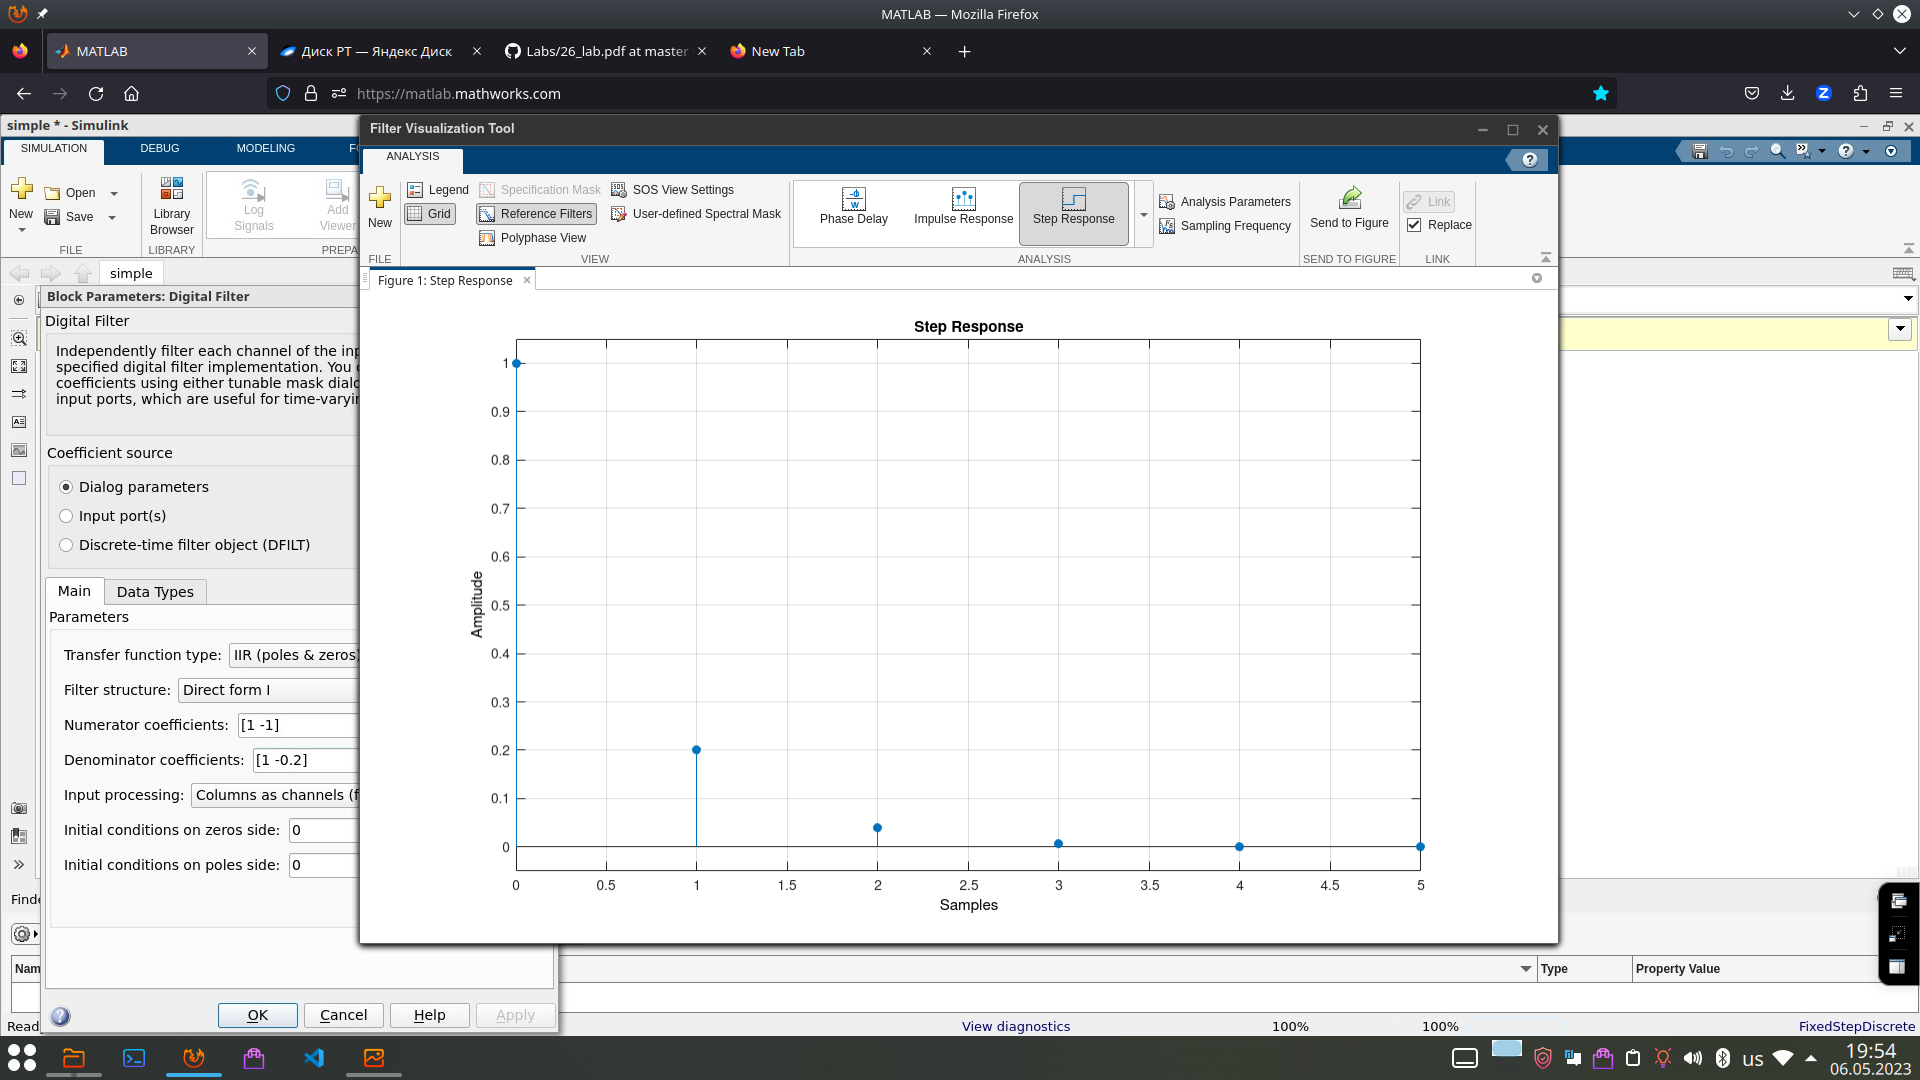 MATLAB — Mozilla Firefox
MATLAB
Диск РТ — Яндекс Диск
Labs/26_lab.pdf at master
New Tab
https://matlab.mathworks.com
simple * - Simulink
SIMULATION DEBUG MODELING
New
Open
Save
FILE
Library Browser
LIBRARY
Log Signals
Add Viewer
PREPA
simple
Block Parameters: Digital Filter
Digital Filter
Independently filter each channel of the inp
specified digital filter implementation. You
coefficients using either tunable mask dialo
input ports, which are useful for time-varyin
Coefficient source
Dialog parameters
Input port(s)
Discrete-time filter object (DFILT)
Main Data Types
Parameters
Transfer function type: IIR (poles & zeros)
Filter structure: Direct form I
Numerator coefficients: [1 -1]
Denominator coefficients: [1 -0.2]
Input processing: Columns as channels (f
Initial conditions on zeros side: 0
Initial conditions on poles side: 0
OK Cancel Help Apply
Filter Visualization Tool
ANALYSIS
New
FILE
Legend
Grid
Specification Mask
Reference Filters
Polyphase View
SOS View Settings
User-defined Spectral Mask
VIEW
Phase Delay
Impulse Response
Step Response
Analysis Parameters
Sampling Frequency
ANALYSIS
Send to Figure
SEND TO FIGURE
Link
Replace
LINK
Figure 1: Step Response
Step Response
1
0.9
0.8
0.7
0.6
0.5
0.4
0.3
0.2
0.1
0
Amplitude
0 0.5 1 1.5 2 2.5 3 3.5 4 4.5 5
Samples
Type
Property Value
View diagnostics
100%
100%
FixedStepDiscrete
us
19:54
06.05.2023